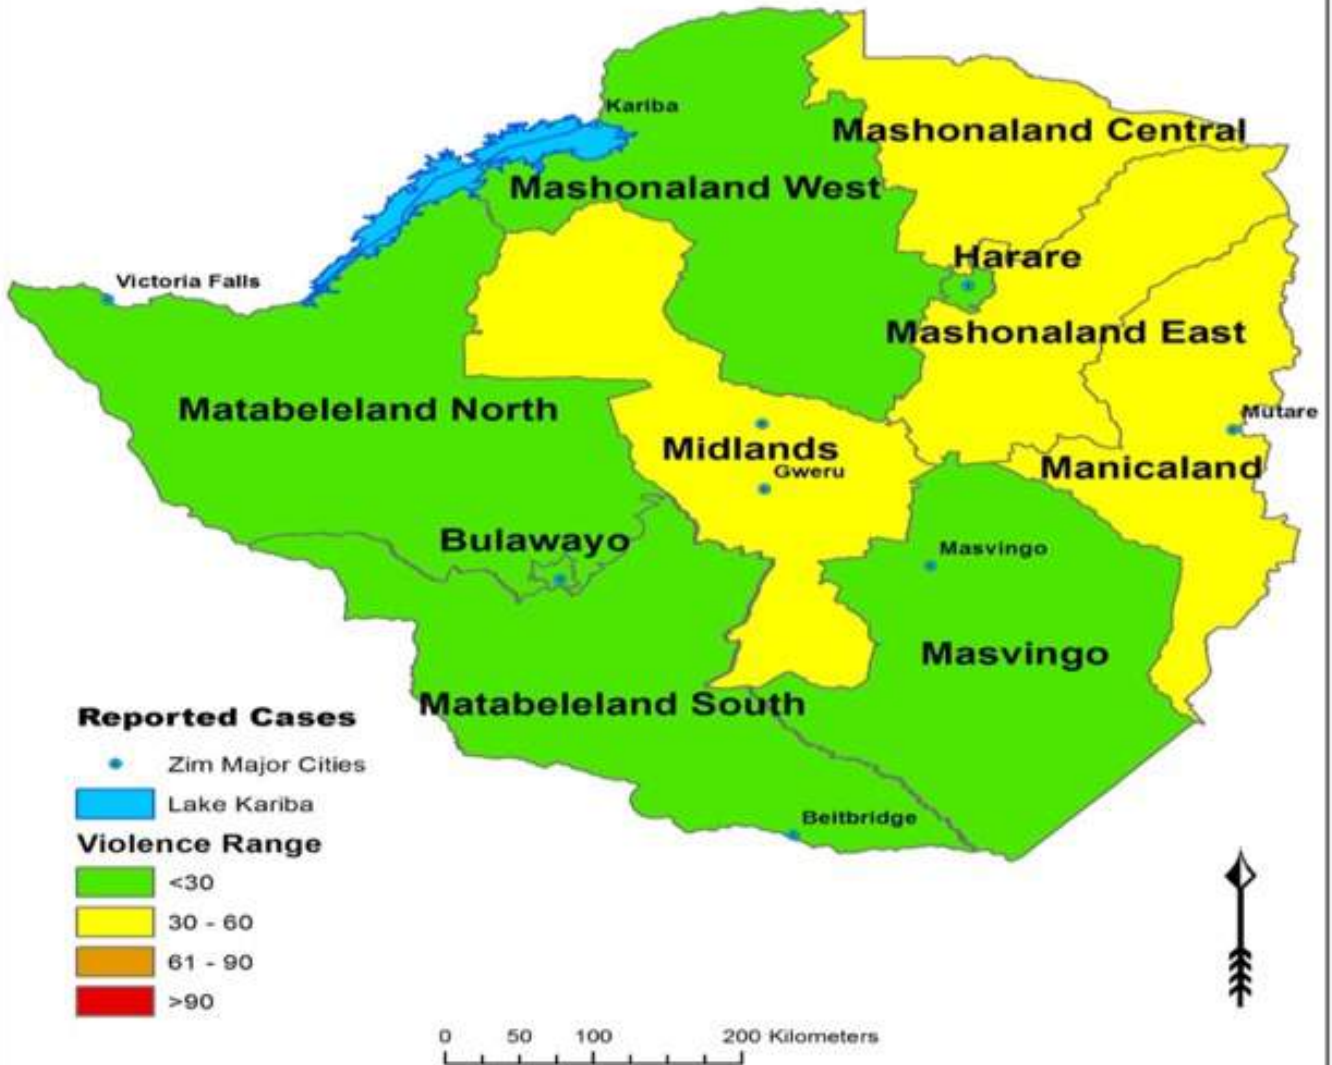 Kariba
Mashonaland Central
Mashonaland West
Harare
Victoria Falls
Mashonaland East
Matabeleland North
Mutare
Midlands
Gweru
Manicaland
Bulawayo
Masvingo
Masvingo
Matabeleland South
Beitbridge
Reported Cases
Zim Major Cities
Lake Kariba
Violence Range
<30
30 - 60
61 - 90
>90
0 50 100 200 Kilometers